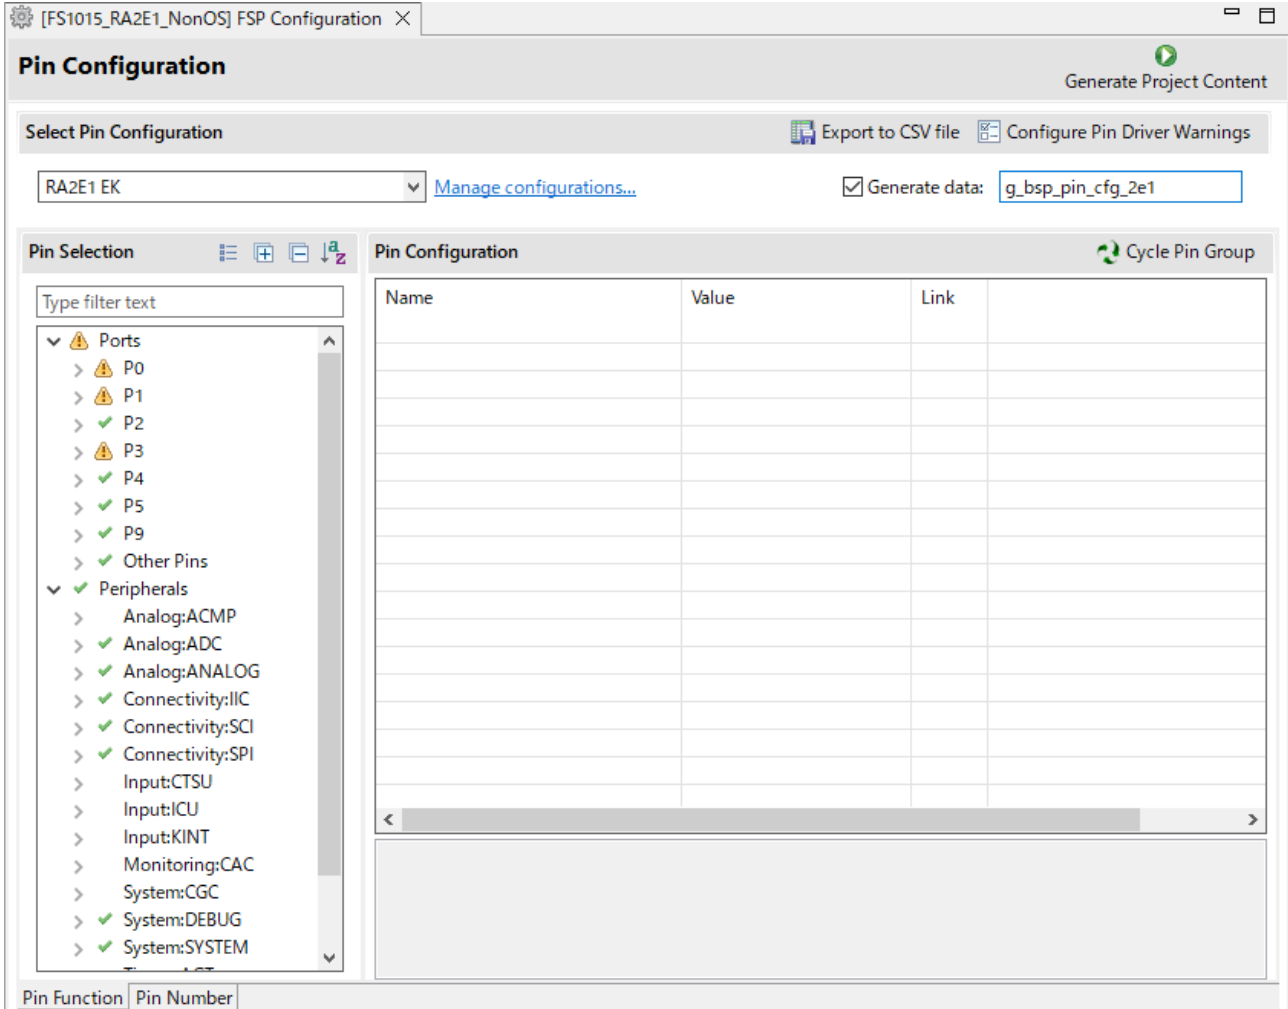 [FS1015_RA2E1_NonOS] FSP Configuration
Pin Configuration
Generate Project Content
Select Pin Configuration
Export to CSV file
Configure Pin Driver Warnings
RA2E1 EK
Manage configurations...
Generate data:
g_bsp_pin_cfg_2e1
Pin Selection
Pin Configuration
Cycle Pin Group
Type filter text
Name Value Link
Ports
P0
P1
P2
P3
P4
P5
P9
Other Pins
Peripherals
Analog:ACMP
Analog:ADC
Analog:ANALOG
Connectivity:IIC
Connectivity:SCI
Connectivity:SPI
Input:CTSU
Input:ICU
Input:KINT
Monitoring:CAC
System:CGC
System:DEBUG
System:SYSTEM
Pin Function Pin Number